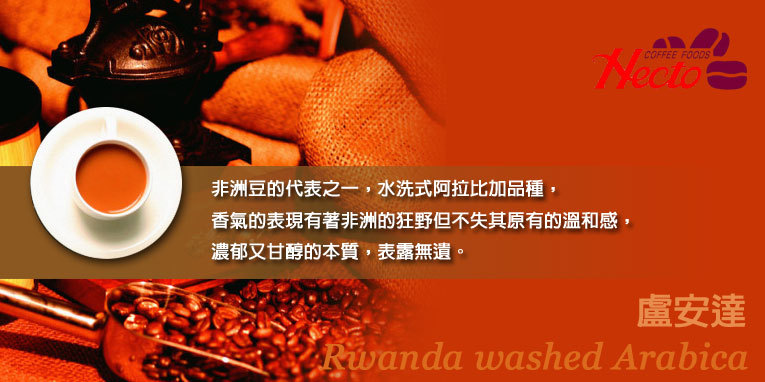 COFFEE FOODS
Necto
非洲豆的代表之一，水洗式阿拉比加品種，
香氣的表現有著非洲的狂野但不失其原有的溫和感，
濃郁又甘醇的本質，表露無遺。
盧安達
Rwanda washed Arabica